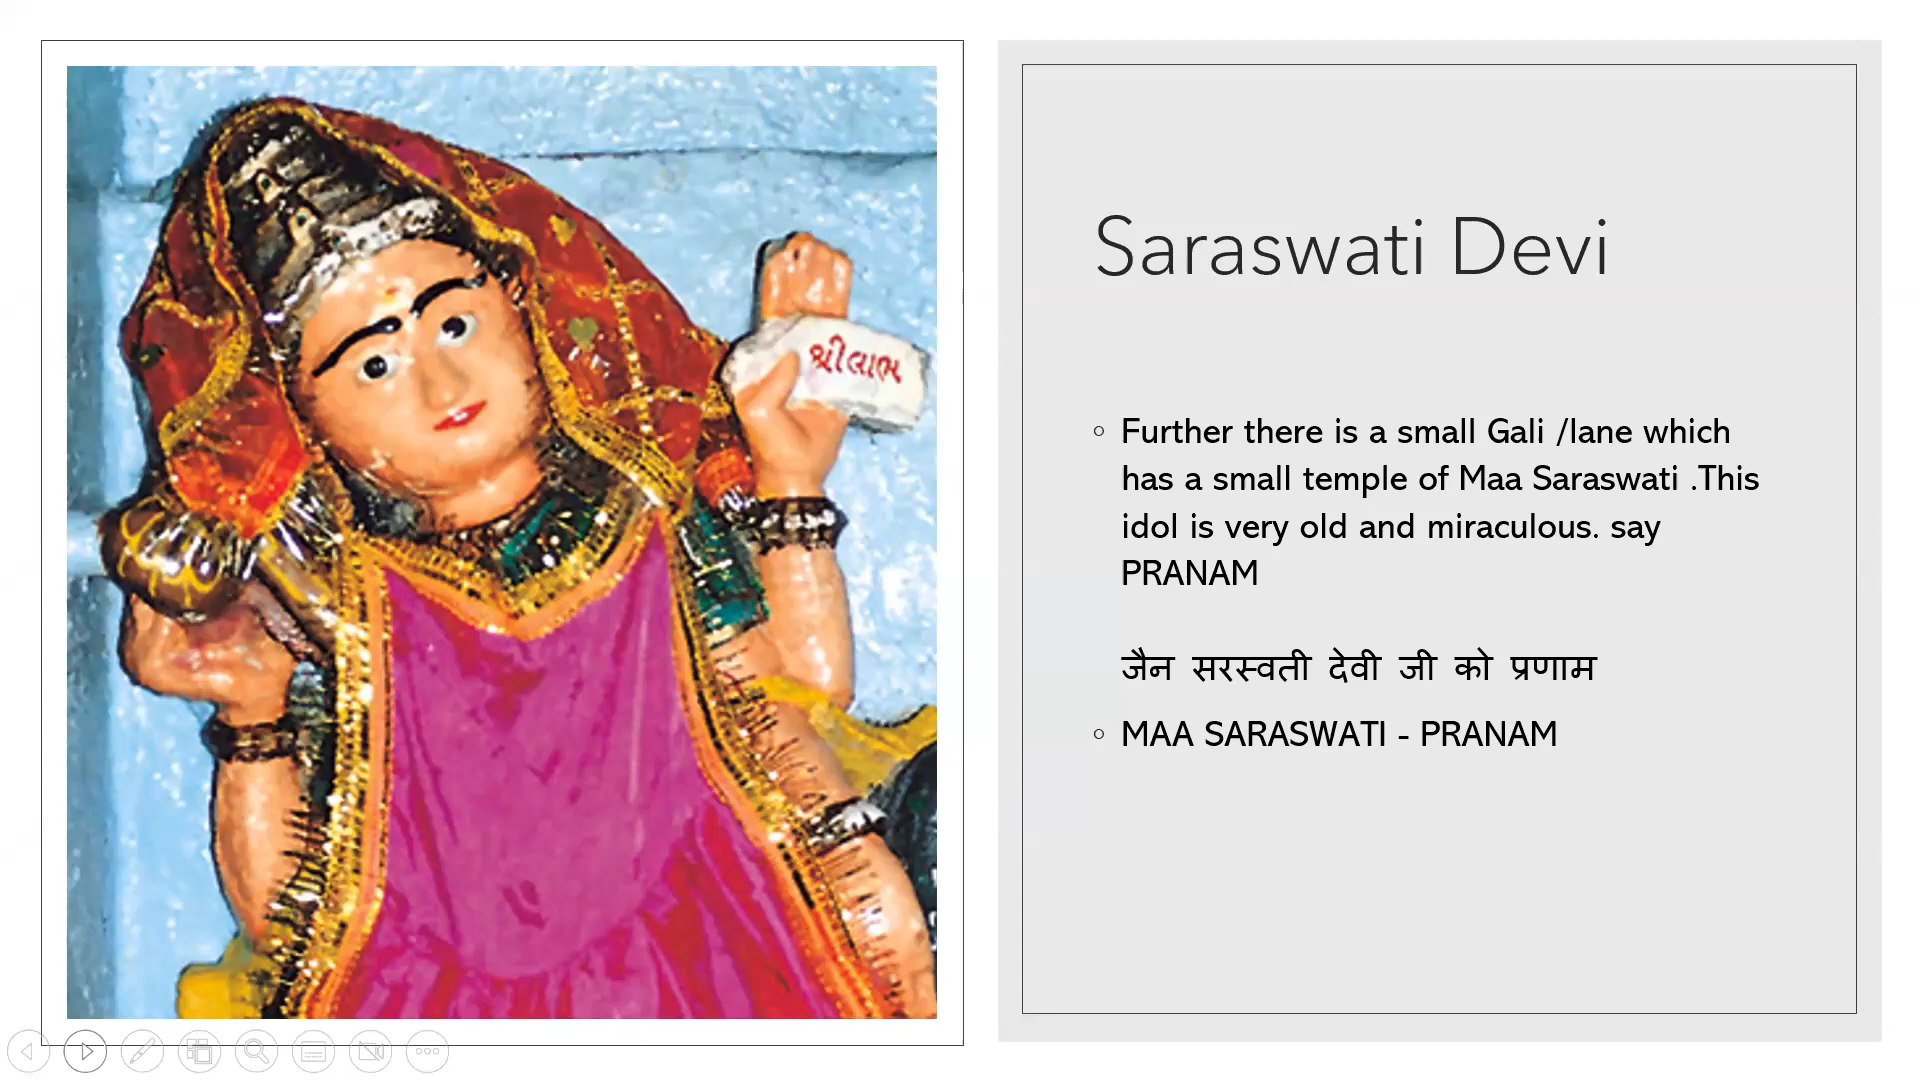 શ્રીલાભ
Saraswati Devi
◦ Further there is a small Gali /lane which
has a small temple of Maa Saraswati .This
idol is very old and miraculous. say
PRANAM
जैन सरस्वती देवी जी को प्रणाम
◦ MAA SARASWATI - PRANAM